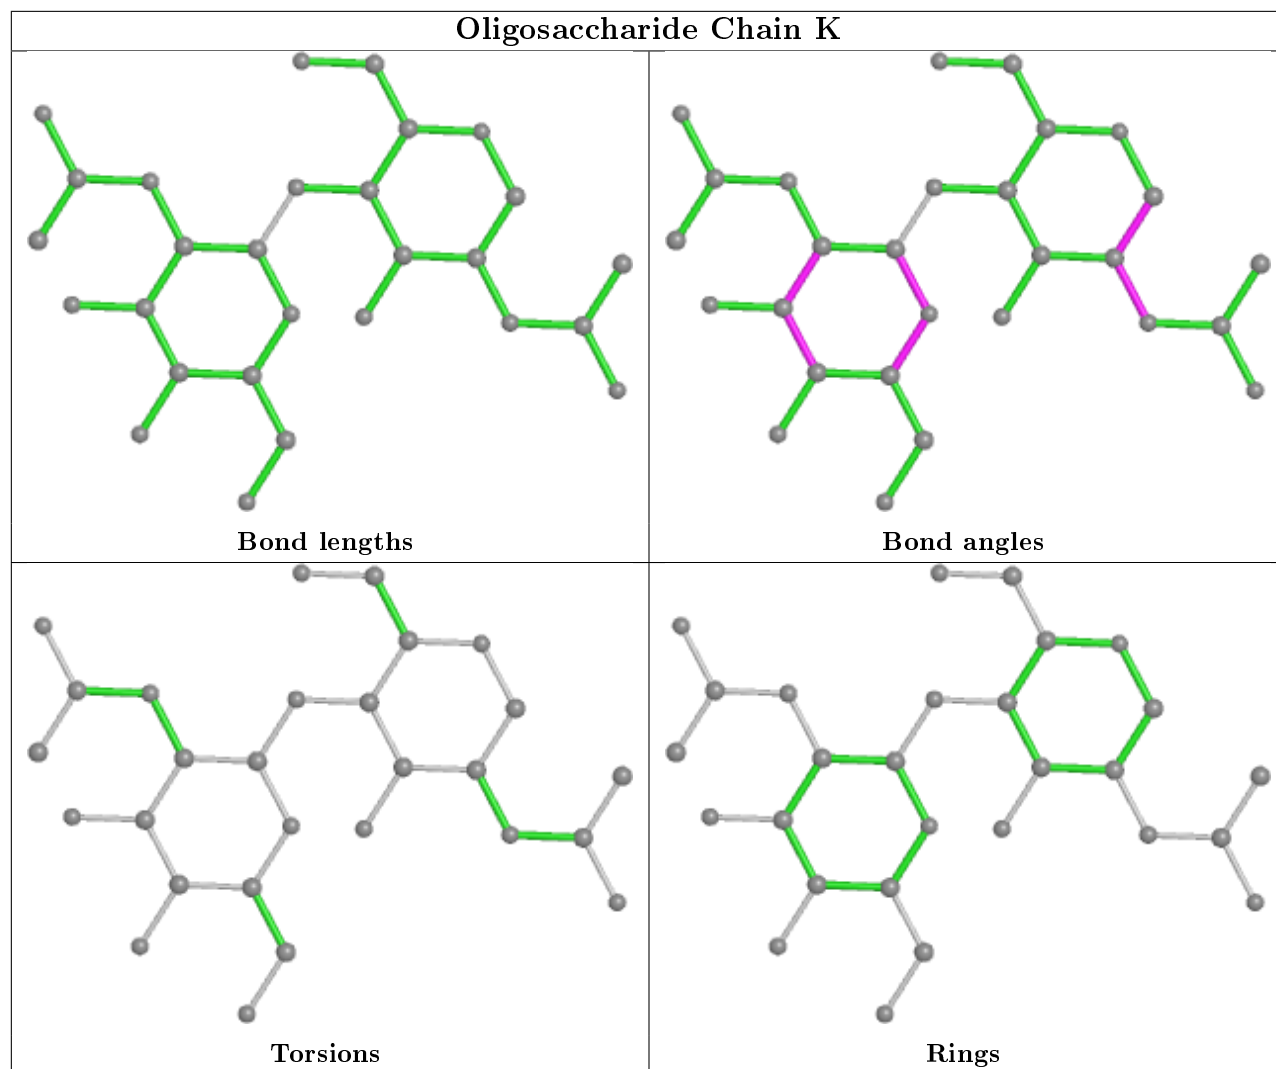 Oligosaccharide Chain K
Bond lengths
Bond angles
Torsions
Rings